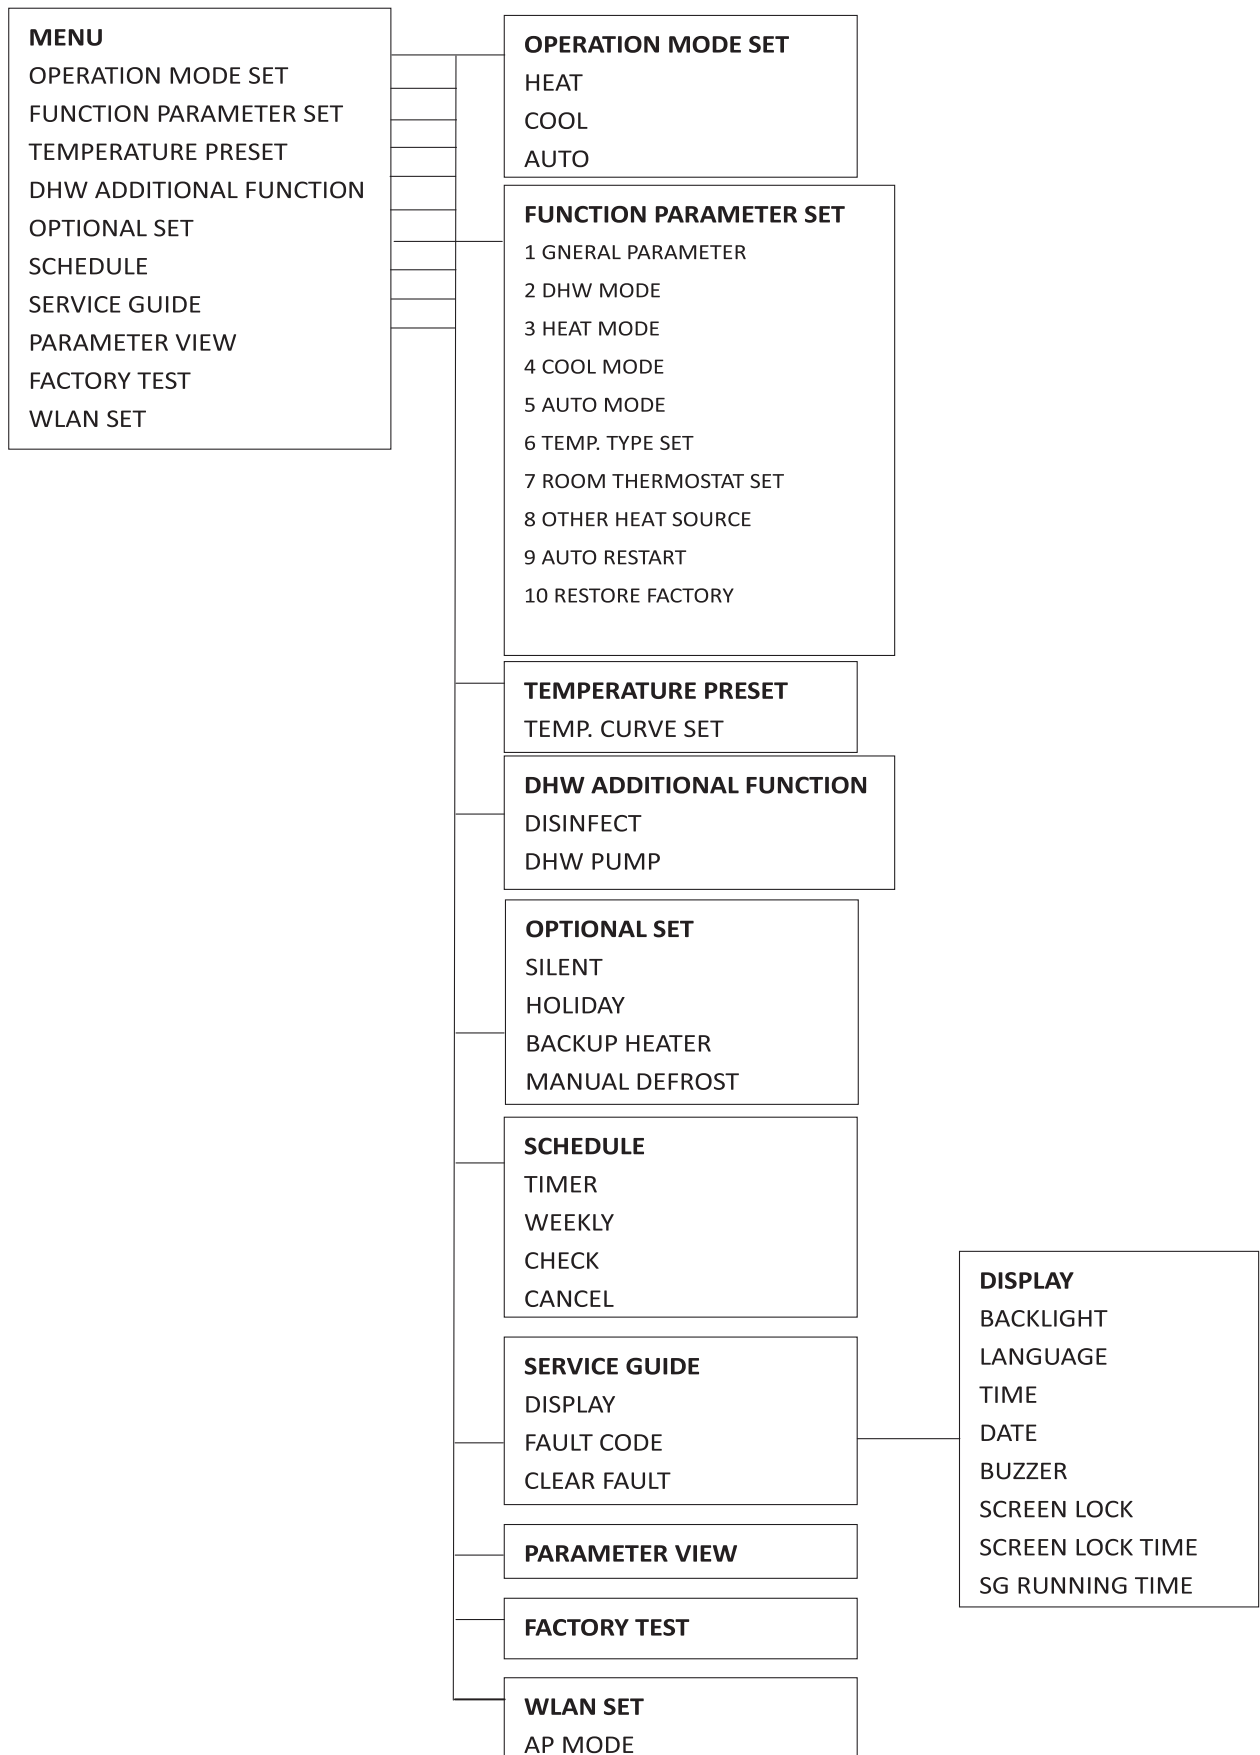 MENU
OPERATION MODE SET
FUNCTION PARAMETER SET
TEMPERATURE PRESET
DHW ADDITIONAL FUNCTION
OPTIONAL SET
SCHEDULE
SERVICE GUIDE
PARAMETER VIEW
FACTORY TEST
WLAN SET
OPERATION MODE SET
HEAT
COOL
AUTO
FUNCTION PARAMETER SET
1 GNERAL PARAMETER
2 DHW MODE
3 HEAT MODE
4 COOL MODE
5 AUTO MODE
6 TEMP. TYPE SET
7 ROOM THERMOSTAT SET
8 OTHER HEAT SOURCE
9 AUTO RESTART
10 RESTORE FACTORY
TEMPERATURE PRESET
TEMP. CURVE SET
DHW ADDITIONAL FUNCTION
DISINFECT
DHW PUMP
OPTIONAL SET
SILENT
HOLIDAY
BACKUP HEATER
MANUAL DEFROST
SCHEDULE
TIMER
WEEKLY
CHECK
CANCEL
SERVICE GUIDE
DISPLAY
FAULT CODE
CLEAR FAULT
DISPLAY
BACKLIGHT
LANGUAGE
TIME
DATE
BUZZER
SCREEN LOCK
SCREEN LOCK TIME
SG RUNNING TIME
PARAMETER VIEW
FACTORY TEST
WLAN SET
AP MODE